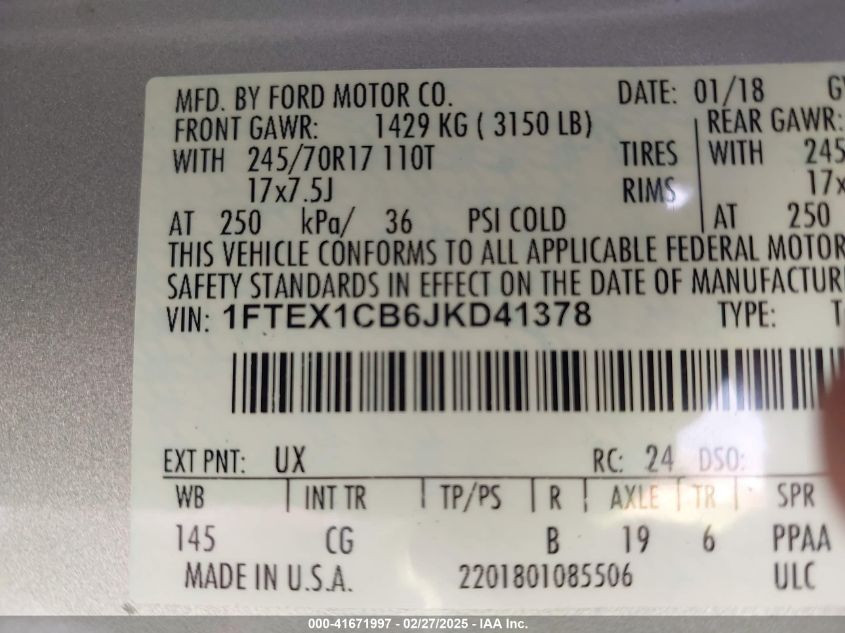 MFD. BY FORD MOTOR CO. DATE: 01/18
FRONT GAWR: 1429 KG ( 3150 LB) REAR GAWR:
WITH 245/70R17 110T TIRES WITH 245
17x7.5J RIMS 17x
AT 250 kPa/ 36 PSI COLD AT 250
THIS VEHICLE CONFORMS TO ALL APPLICABLE FEDERAL MOTOR
SAFETY STANDARDS IN EFFECT ON THE DATE OF
VIN: 1FTEX1CB6JKD41378 TYPE:
EXT PNT: UX RC: 24 DSO:
WB INT TR TP/PS R AXLE TR SPR
145 CG B 19 6 PPAA
MADE IN U.S.A. 2201801085506 ULC
000-41671997 - 02/27/2025 - IAA Inc.